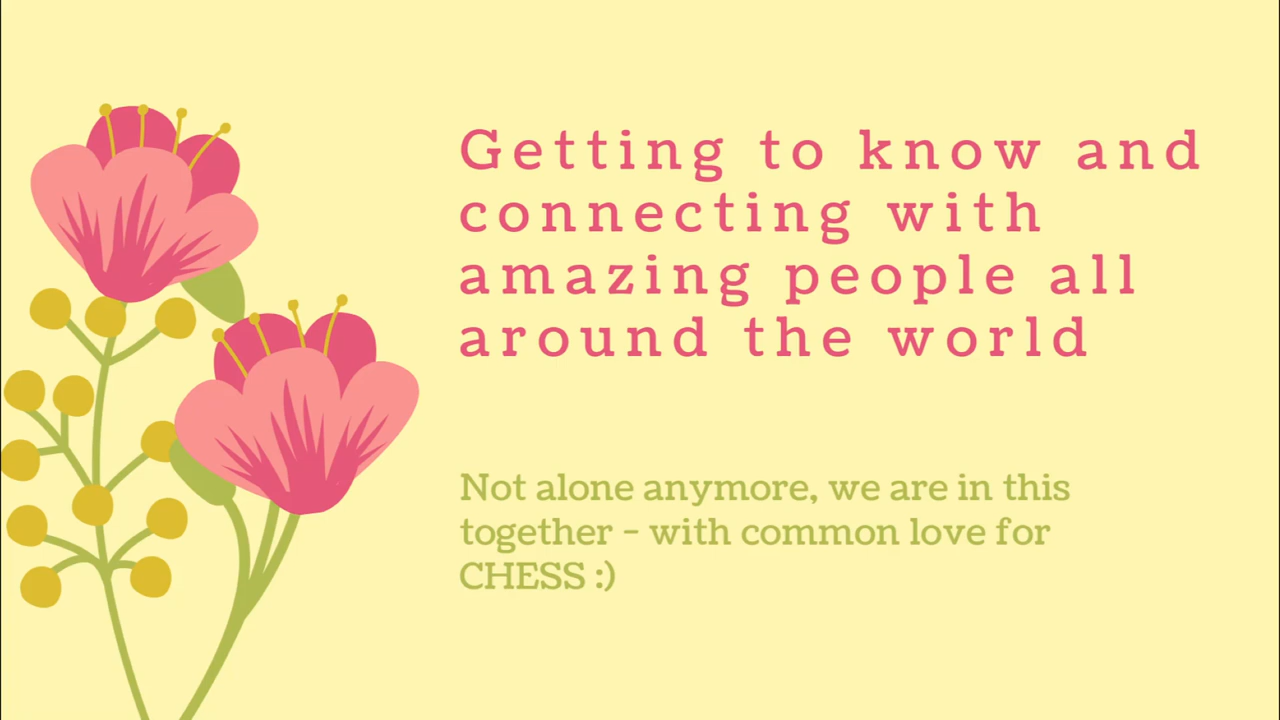 Getting to know and
connecting with
amazing people all
around the world
Not alone anymore, we are in this
together - with common love for
CHESS :)